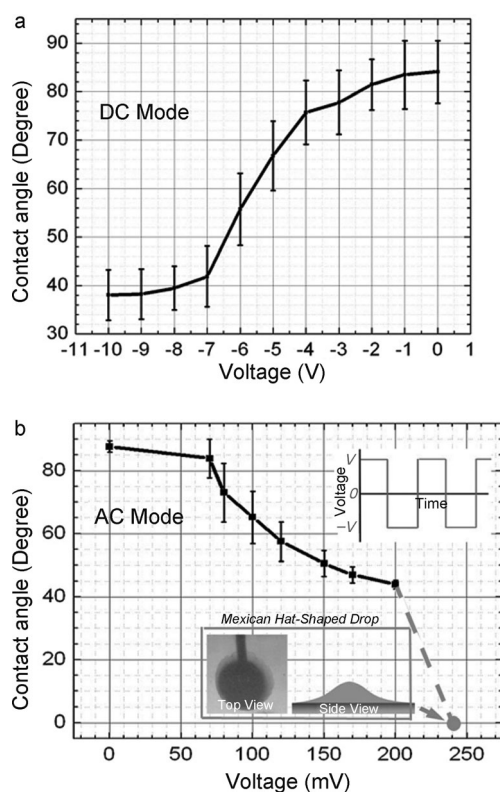 a
90
80
70
60
50
40
30
DC Mode
Contact angle (Degree)
-11 -10 -9 -8 -7 -6 -5 -4 -3 -2 -1 0 1
Voltage (V)
b
80
60
40
20
0
AC Mode
Contact angle (Degree)
V
0
−V
Voltage
Time
Mexican Hat-Shaped Drop
Top View
Side View
0 50 100 150 200 250
Voltage (mV)